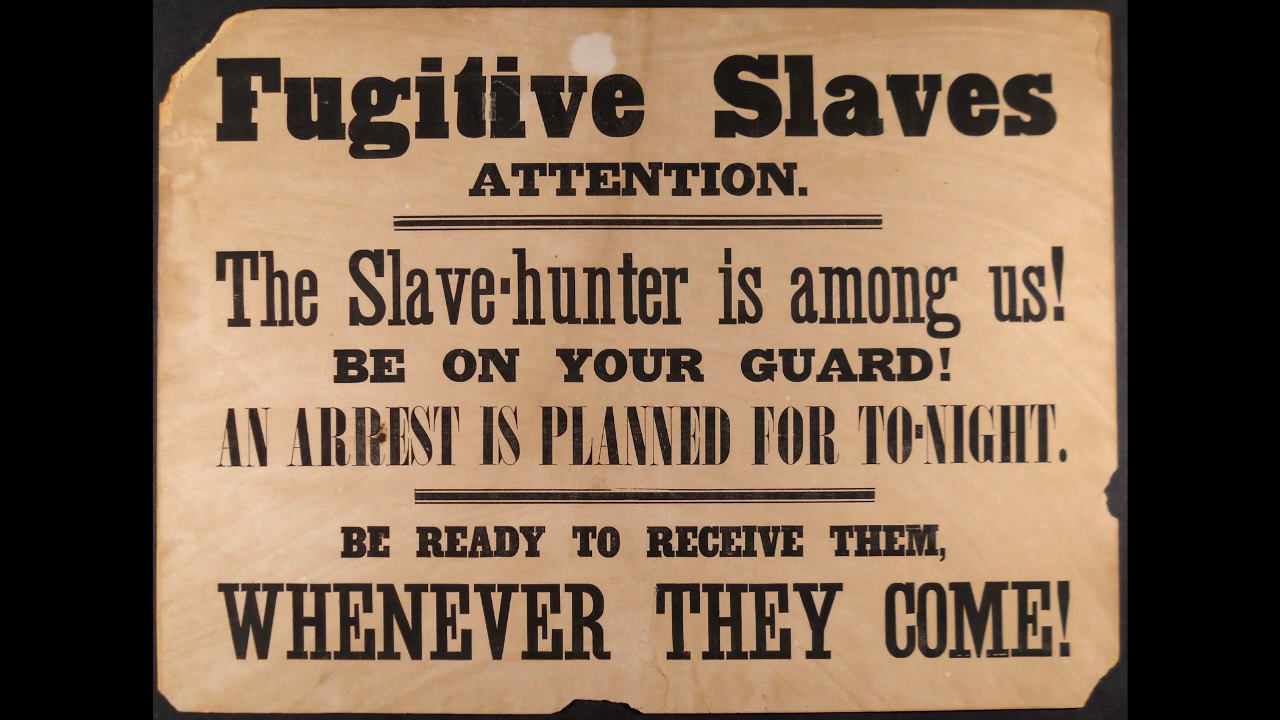 Fugitive Slaves
ATTENTION.
The Slave-hunter is among us!
BE ON YOUR GUARD!
AN ARREST IS PLANNED FOR TO-NIGHT.
BE READY TO RECEIVE THEM,
WHENEVER THEY COME!